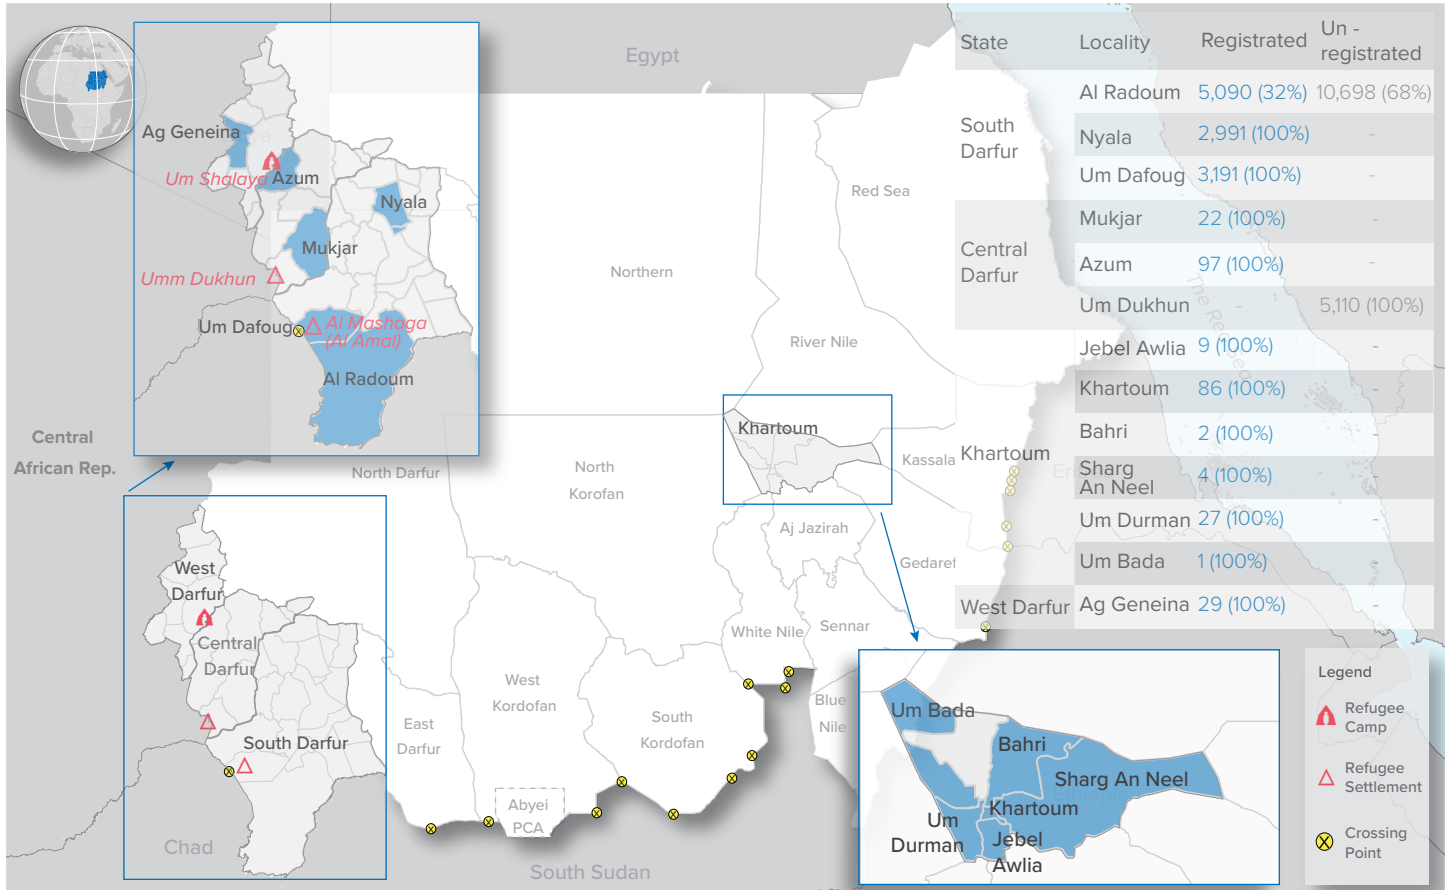 Egypt
Red Sea
Northern
River Nile
The Red Sea
Khartoum
Kassala
North Darfur
North
Korofan
Aj Jazirah
Gedaref
White Nile
Sennar
Blue
Nile
West
Kordofan
South
Kordofan
East
Darfur
Abyei
PCA
South Sudan
Chad
Central
African Rep.
Ethiopia
Ag Geneina
Um Shalaya
Azum
Nyala
Mukjar
Umm Dukhun
Um Dafoug
Al Mashaga
(Al Amal)
Al Radoum
West
Darfur
Central
Darfur
South Darfur
State Locality Registrated Un -
registrated
South
Darfur
Al Radoum 5,090 (32%) 10,698 (68%)
Nyala 2,991 (100%) -
Um Dafoug 3,191 (100%) -
Central
Darfur
Mukjar 22 (100%) -
Azum 97 (100%) -
Um Dukhun - 5,110 (100%)
Khartoum
Jebel Awlia 9 (100%) -
Khartoum 86 (100%) -
Bahri 2 (100%) -
Sharg
An Neel 4 (100%) -
Um Durman 27 (100%) -
Um Bada 1 (100%) -
West Darfur Ag Geneina 29 (100%) -
Um Bada
Bahri
Sharg An Neel
Khartoum
Um
Durman
Jebel
Awlia
Legend
Refugee
Camp
Refugee
Settlement
Crossing
Point